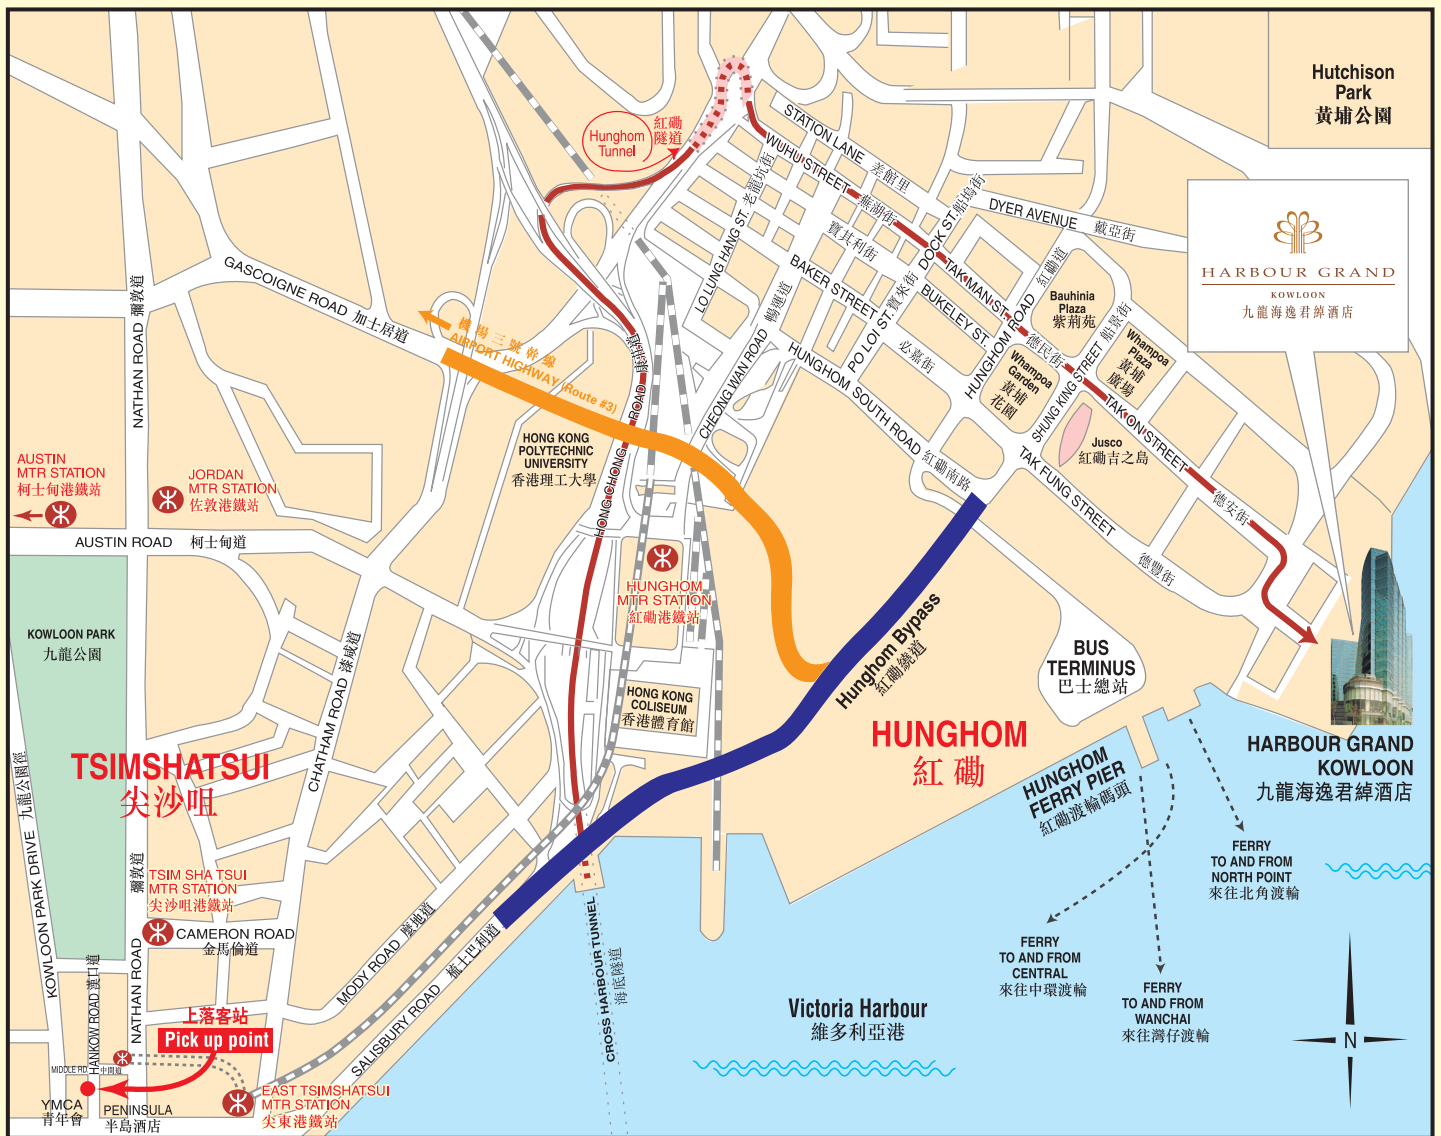 Hutchison
Park
黃埔公園
HARBOUR GRAND
KOWLOON
九龍海逸君綽酒店
Hunghom
Tunnel
紅磡
隧道
STATION LANE 差館里
WUHU STREET 蕪湖街
DYER AVENUE 戴亞街
LO LUNG HANG ST. 老龍坑街
寶其利街
BAKER STREET
BUKELEY ST.
必嘉街
DOCK ST. 船塢街
PO LOI ST. 寶來街
TAK MAN ST.
德民街
HUNGHOM ROAD 紅磡道
Bauhinia
Plaza
紫荊苑
SHUNG KING STREET 船景街
Whampoa
Plaza
黃埔
廣場
Whampoa
Garden
黃埔
花園
Jusco
紅磡吉之島
TAK ON STREET
德安街
TAK FUNG STREET
德豐街
HUNGHOM SOUTH ROAD 紅磡南路
CHEONG WAN ROAD 暢運道
GASCOIGNE ROAD 加士居道
機場三號幹線
AIRPORT HIGHWAY (Route #3)
HONG CHONG ROAD 康莊道
HONG KONG
POLYTECHNIC
UNIVERSITY
香港理工大學
NATHAN ROAD 彌敦道
AUSTIN
MTR STATION
柯士甸港鐵站
JORDAN
MTR STATION
佐敦港鐵站
AUSTIN ROAD 柯士甸道
HUNGHOM
MTR STATION
紅磡港鐵站
KOWLOON PARK
九龍公園
CHATHAM ROAD 漆咸道
HONG KONG
COLISEUM
香港體育館
Hunghom Bypass
紅磡繞道
BUS
TERMINUS
巴士總站
HUNGHOM
紅磡
TSIMSHATSUI
尖沙咀
HUNGHOM
FERRY PIER
紅磡渡輪碼頭
HARBOUR GRAND
KOWLOON
九龍海逸君綽酒店
KOWLOON PARK DRIVE 九龍公園徑
彌敦道
TSIM SHA TSUI
MTR STATION
尖沙咀港鐵站
CAMERON ROAD
金馬倫道
NATHAN ROAD
HANKOW ROAD 漢口道
MODY ROAD 麼地道
SALISBURY ROAD 梳士巴利道
CROSS HARBOUR TUNNEL
海底隧道
FERRY
TO AND FROM
NORTH POINT
來往北角渡輪
FERRY
TO AND FROM
CENTRAL
來往中環渡輪
FERRY
TO AND FROM
WANCHAI
來往灣仔渡輪
Victoria Harbour
維多利亞港
上落客站
Pick up point
MIDDLE RD. 中間道
YMCA
青年會
PENINSULA
半島酒店
EAST TSIMSHATSUI
MTR STATION
尖東港鐵站
N